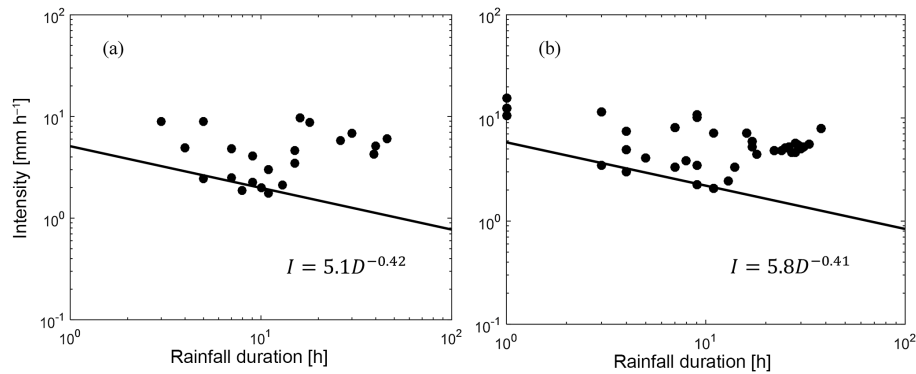 (a)
10²
10¹
10⁰
10⁻¹
Intensity [mm h⁻¹]
I = 5.1D⁻⁰·⁴²
10⁰
10¹
10²
Rainfall duration [h]
(b)
10²
10¹
10⁰
10⁻¹
I = 5.8D⁻⁰·⁴¹
10⁰
10¹
10²
Rainfall duration [h]